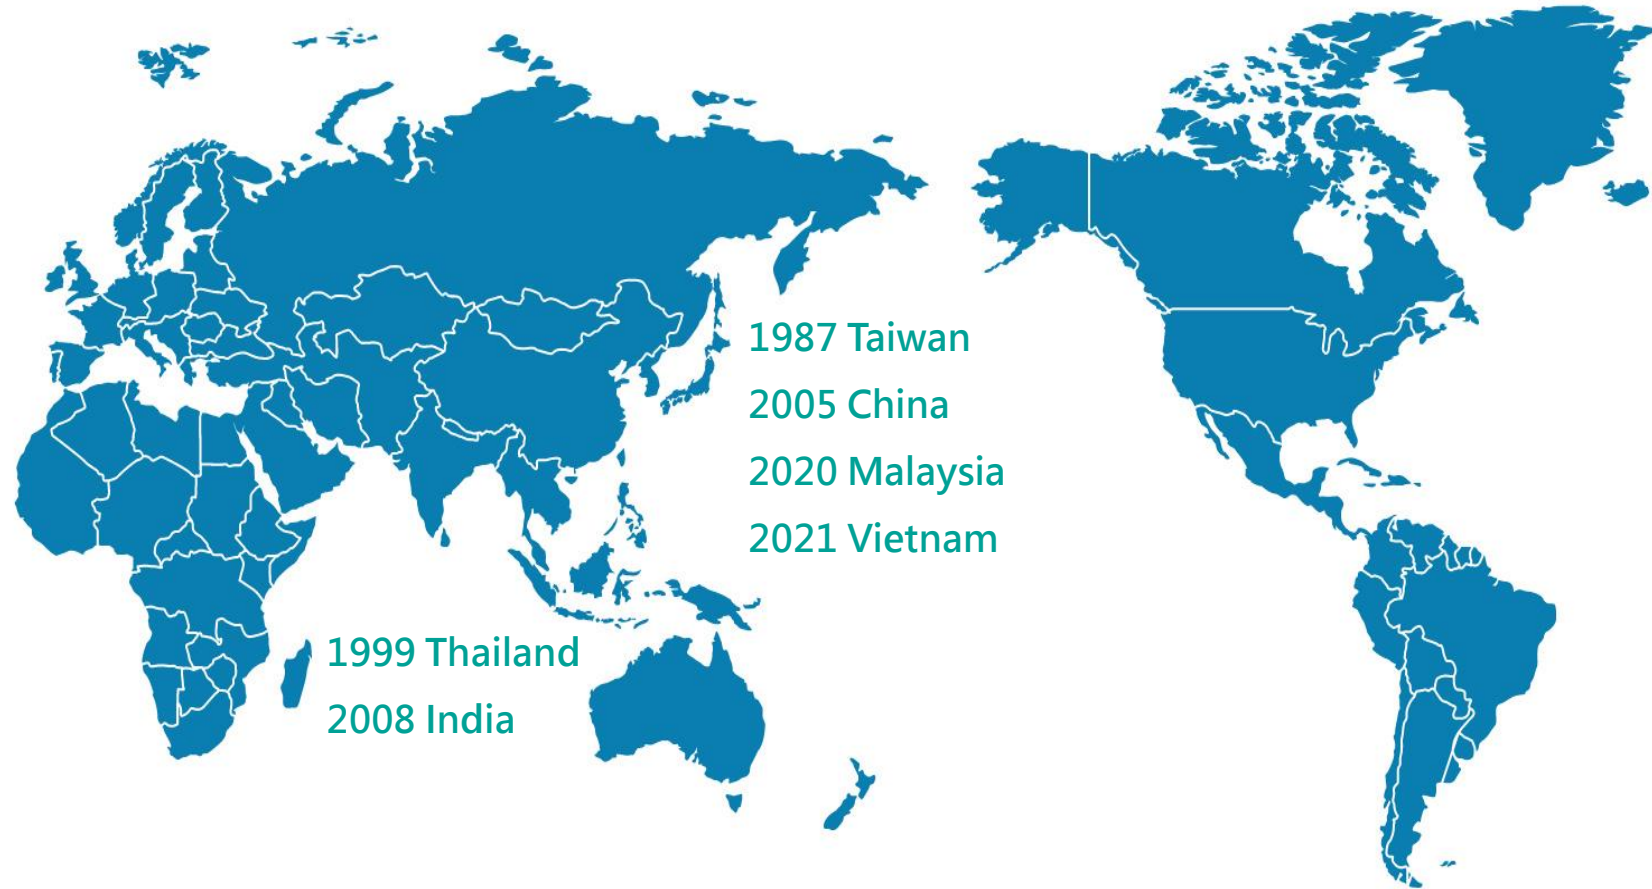 1987 Taiwan
2005 China
2020 Malaysia
2021 Vietnam
1999 Thailand
2008 India